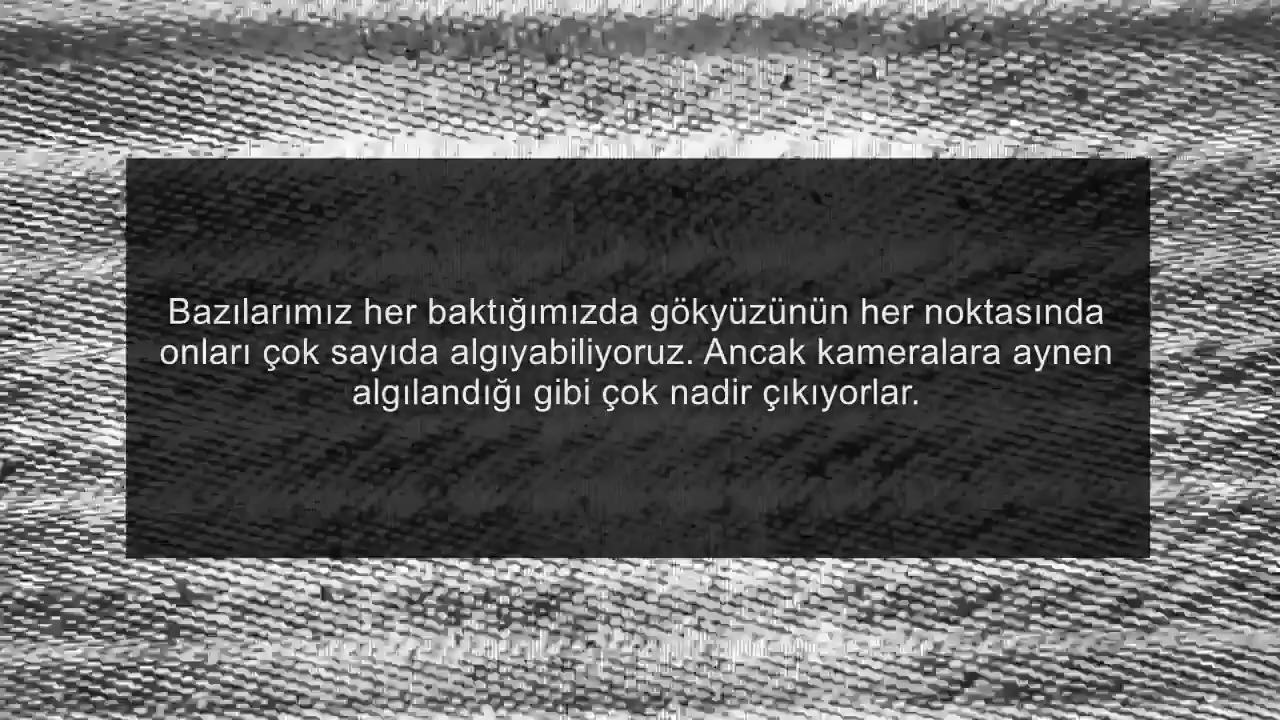 Bazılarımız her baktığımızda gökyüzünün her noktasında
onları çok sayıda algıyabiliyoruz. Ancak kameralara aynen
algılandığı gibi çok nadir çıkıyorlar.